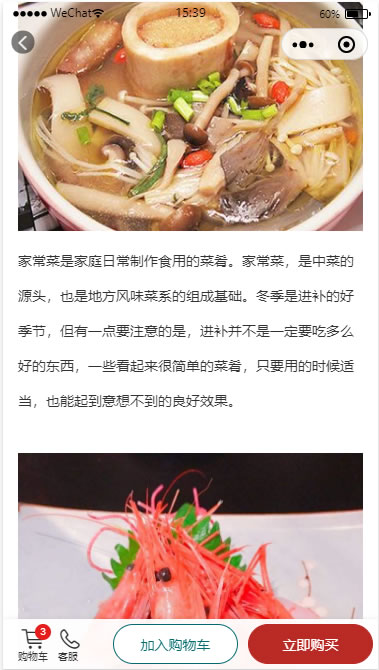 ●●●●● WeChat 15:39 60%
家常菜是家庭日常制作食用的菜肴。家常菜，是中菜的
源头，也是地方风味菜系的组成基础。冬季是进补的好
季节，但有一点要注意的是，进补并不是一定要吃多么
好的东西，一些看起来很简单的菜肴，只要用的时候适
当，也能起到意想不到的良好效果。
3
购物车 客服 加入购物车 立即购买